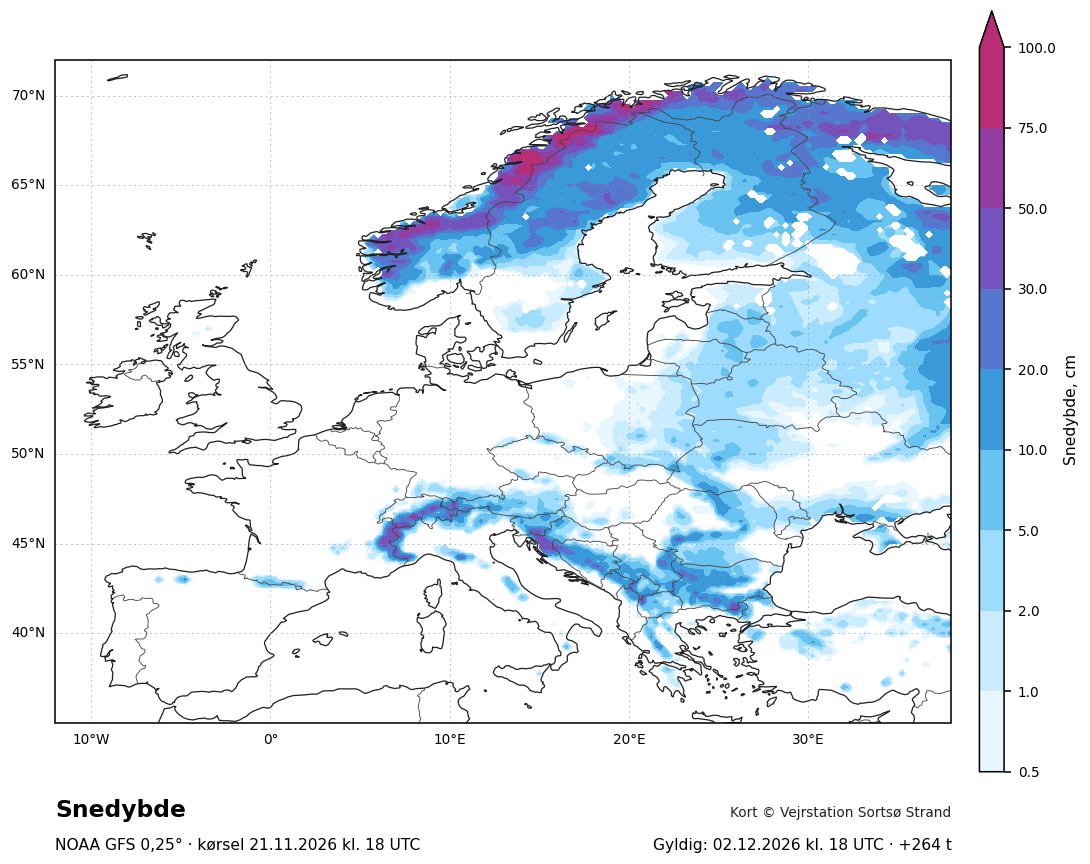 70°N
65°N
60°N
55°N
50°N
45°N
40°N
10°W
0°
10°E
20°E
30°E
100.0
75.0
50.0
30.0
20.0
10.0
5.0
2.0
1.0
0.5
Snedybde, cm
Snedybde
Kort © Vejrstation Sortsø Strand
NOAA GFS 0,25° · kørsel 21.11.2026 kl. 18 UTC
Gyldig: 02.12.2026 kl. 18 UTC · +264 t